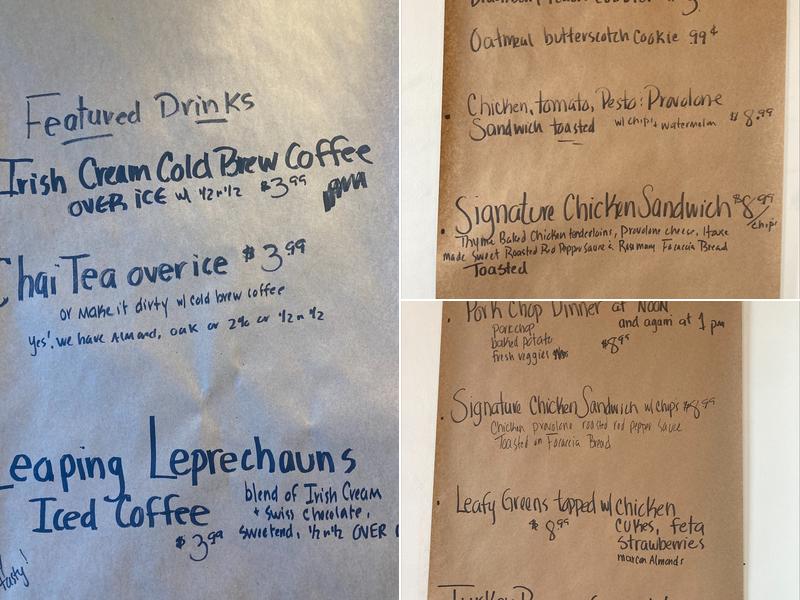 Featured Drinks
Irish Cream Cold Brew Coffee
OVER ICE w/ 1/2 n 1/2 $3.99
Chai Tea over ice $3.99
or make it dirty w/ cold brew coffee
Yes! we have Almond, oak or 2% or 1/2 n 1/2
Leaping Leprechauns
Iced Coffee
$3.99
blend of Irish Cream
+ Swiss chocolate,
sweetend, 1/2 n 1/2 OVER
tasty!
Oatmeal butterscotch Cookie 99¢
Chicken, tomato, Pesto & Provolone
Sandwich toasted w/ chips & watermelon $8.99
Signature Chicken Sandwich $8.99
/chips
Thyme Baked Chicken tenderloins, Provolone cheese, House
made Sweet Roasted Red Pepper sauce & Rosemary Focaccia Bread
Toasted
Pork Chop Dinner at NOON
and again at 1 pm
porkchop
baked potato
fresh veggies
$8.99
Signature Chicken Sandwich w/ chips $8.99
Chicken provolone roasted red pepper sauce
Toasted on Focaccia Bread
Leafy Greens topped w/ chicken
$8.99
cukes, feta
strawberries
marcon Almonds